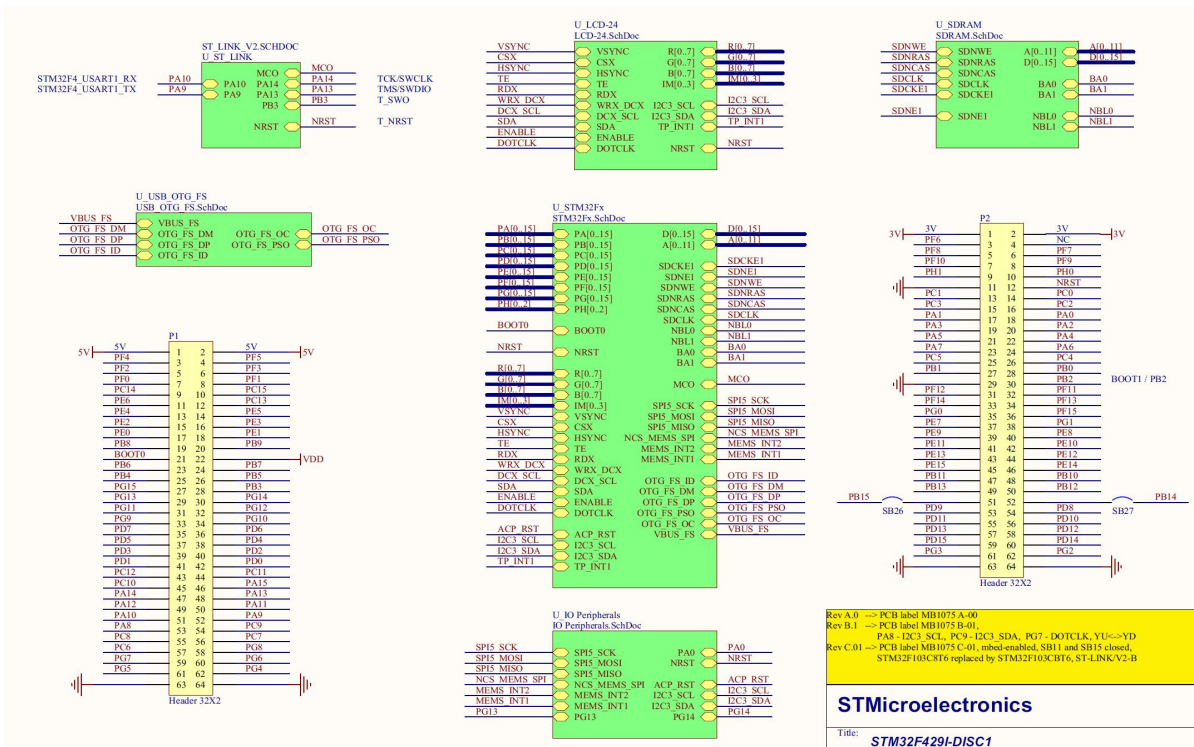 ST_LINK_V2.SCHDOC
U_ST_LINK
STM32F4_USART1_RX
STM32F4_USART1_TX
PA10
PA9
PA10
PA9
MCO
PA14
PA13
PB3
NRST
MCO
PA14
PA13
PB3
NRST
TCK/SWCLK
TMS/SWDIO
T_SWO
T_NRST
U_LCD-24
LCD-24.SchDoc
VSYNC
CSX
HSYNC
TE
RDX
WRX_DCX
DCX_SCL
SDA
ENABLE
DOTCLK
VSYNC
CSX
HSYNC
TE
RDX
WRX_DCX
DCX_SCL
SDA
ENABLE
DOTCLK
R[0..7]
G[0..7]
B[0..7]
IM[0..3]
I2C3_SCL
I2C3_SDA
TP_INT1
NRST
R[0..7]
G[0..7]
B[0..7]
IM[0..3]
I2C3_SCL
I2C3_SDA
TP_INT1
NRST
U_SDRAM
SDRAM.SchDoc
SDNWE
SDNRAS
SDNCAS
SDCLK
SDCKE1
SDNE1
SDNWE
SDNRAS
SDNCAS
SDCLK
SDCKE1
SDNE1
A[0..11]
D[0..15]
BA0
BA1
NBL0
NBL1
A[0..11]
D[0..15]
BA0
BA1
NBL0
NBL1
U_USB_OTG_FS
USB_OTG_FS.SchDoc
VBUS_FS
OTG_FS_DM
OTG_FS_DP
OTG_FS_ID
VBUS_FS
OTG_FS_DM
OTG_FS_DP
OTG_FS_ID
OTG_FS_OC
OTG_FS_PSO
OTG_FS_OC
OTG_FS_PSO
U_STM32Fx
STM32Fx.SchDoc
PA[0..15]
PB[0..15]
PC[0..15]
PD[0..15]
PE[0..15]
PF[0..15]
PG[0..15]
PH[0..2]
BOOT0
NRST
R[0..7]
G[0..7]
B[0..7]
IM[0..3]
VSYNC
CSX
HSYNC
TE
RDX
WRX_DCX
DCX_SCL
SDA
ENABLE
DOTCLK
ACP_RST
I2C3_SCL
I2C3_SDA
TP_INT1
PA[0..15]
PB[0..15]
PC[0..15]
PD[0..15]
PE[0..15]
PF[0..15]
PG[0..15]
PH[0..2]
BOOT0
NRST
R[0..7]
G[0..7]
B[0..7]
IM[0..3]
VSYNC
CSX
HSYNC
TE
RDX
WRX_DCX
DCX_SCL
SDA
ENABLE
DOTCLK
ACP_RST
I2C3_SCL
I2C3_SDA
TP_INT1
D[0..15]
A[0..11]
SDCKE1
SDNE1
SDNWE
SDNRAS
SDNCAS
SDCLK
NBL0
NBL1
BA0
BA1
MCO
SPI5_SCK
SPI5_MOSI
SPI5_MISO
NCS_MEMS_SPI
MEMS_INT2
MEMS_INT1
OTG_FS_ID
OTG_FS_DM
OTG_FS_DP
OTG_FS_PSO
OTG_FS_OC
VBUS_FS
D[0..15]
A[0..11]
SDCKE1
SDNE1
SDNWE
SDNRAS
SDNCAS
SDCLK
NBL0
NBL1
BA0
BA1
MCO
SPI5_SCK
SPI5_MOSI
SPI5_MISO
NCS_MEMS_SPI
MEMS_INT2
MEMS_INT1
OTG_FS_ID
OTG_FS_DM
OTG_FS_DP
OTG_FS_PSO
OTG_FS_OC
VBUS_FS
P1
5V 5V 1 2 5V 5V
PF4 3 4 PF5
PF2 5 6 PF3
PF0 7 8 PF1
PC14 9 10 PC15
PE6 11 12 PC13
PE4 13 14 PE5
PE2 15 16 PE3
PE0 17 18 PE1
PB8 19 20 PB9
BOOT0 21 22 VDD
PB6 23 24 PB7
PB4 25 26 PB5
PG15 27 28 PB3
PG13 29 30 PG14
PG11 31 32 PG12
PG9 33 34 PG10
PD7 35 36 PD6
PD5 37 38 PD4
PD3 39 40 PD2
PD1 41 42 PD0
PC12 43 44 PC11
PC10 45 46 PA15
PA14 47 48 PA13
PA12 49 50 PA11
PA10 51 52 PA9
PA8 53 54 PC9
PC8 55 56 PC7
PC6 57 58 PG8
PG7 59 60 PG6
PG5 61 62 PG4
63 64
Header 32X2
P2
3V 3V 1 2 3V 3V
PF6 3 4 NC
PF8 5 6 PF7
PF10 7 8 PF9
PH1 9 10 PH0
11 12 NRST
PC1 13 14 PC0
PC3 15 16 PC2
PA1 17 18 PA0
PA3 19 20 PA2
PA5 21 22 PA4
PA7 23 24 PA6
PC5 25 26 PC4
PB1 27 28 PB0
29 30 PB2 BOOT1 / PB2
PF12 31 32 PF11
PF14 33 34 PF13
PG0 35 36 PF15
PE7 37 38 PG1
PE9 39 40 PE8
PE11 41 42 PE10
PE13 43 44 PE12
PE15 45 46 PE14
PB11 47 48 PB10
PB13 49 50 PB12
PB15 51 52 PB14
SB26 SB27
PD9 53 54 PD8
PD11 55 56 PD10
PD13 57 58 PD12
PD15 59 60 PD14
PG3 61 62 PG2
63 64
Header 32X2
U_IO Peripherals
IO Peripherals.SchDoc
SPI5_SCK
SPI5_MOSI
SPI5_MISO
NCS_MEMS_SPI
MEMS_INT2
MEMS_INT1
PG13
SPI5_SCK
SPI5_MOSI
SPI5_MISO
NCS_MEMS_SPI
MEMS_INT2
MEMS_INT1
PG13
PA0
NRST
ACP_RST
I2C3_SCL
I2C3_SDA
PG14
PA0
NRST
ACP_RST
I2C3_SCL
I2C3_SDA
PG14
Rev A.0 --> PCB label MB1075 A-00
Rev B.1 --> PCB label MB1075 B-01,
PA8 - I2C3_SCL, PC9 - I2C3_SDA, PG7 - DOTCLK, YU<->YD
Rev C.01 --> PCB label MB1075 C-01, mbed-enabled, SB11 and SB15 closed,
STM32F103C8T6 replaced by STM32F103CBT6, ST-LINK/V2-B
STMicroelectronics
Title:
STM32F429I-DISC1